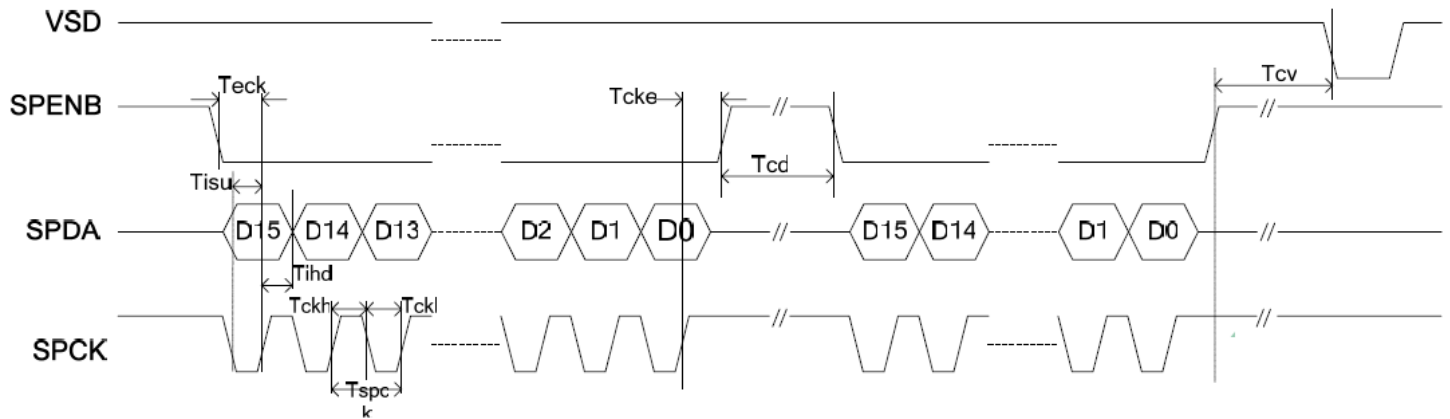 VSD
Tcv
Teck
SPENB
Tcke
//
//
Tcd
Tisu
SPDA
D15
D14
D13
D2
D1
D0
//
D15
D14
D1
D0
//
Tihd
Tckh
Tckl
SPCK
//
//
Tspc
k